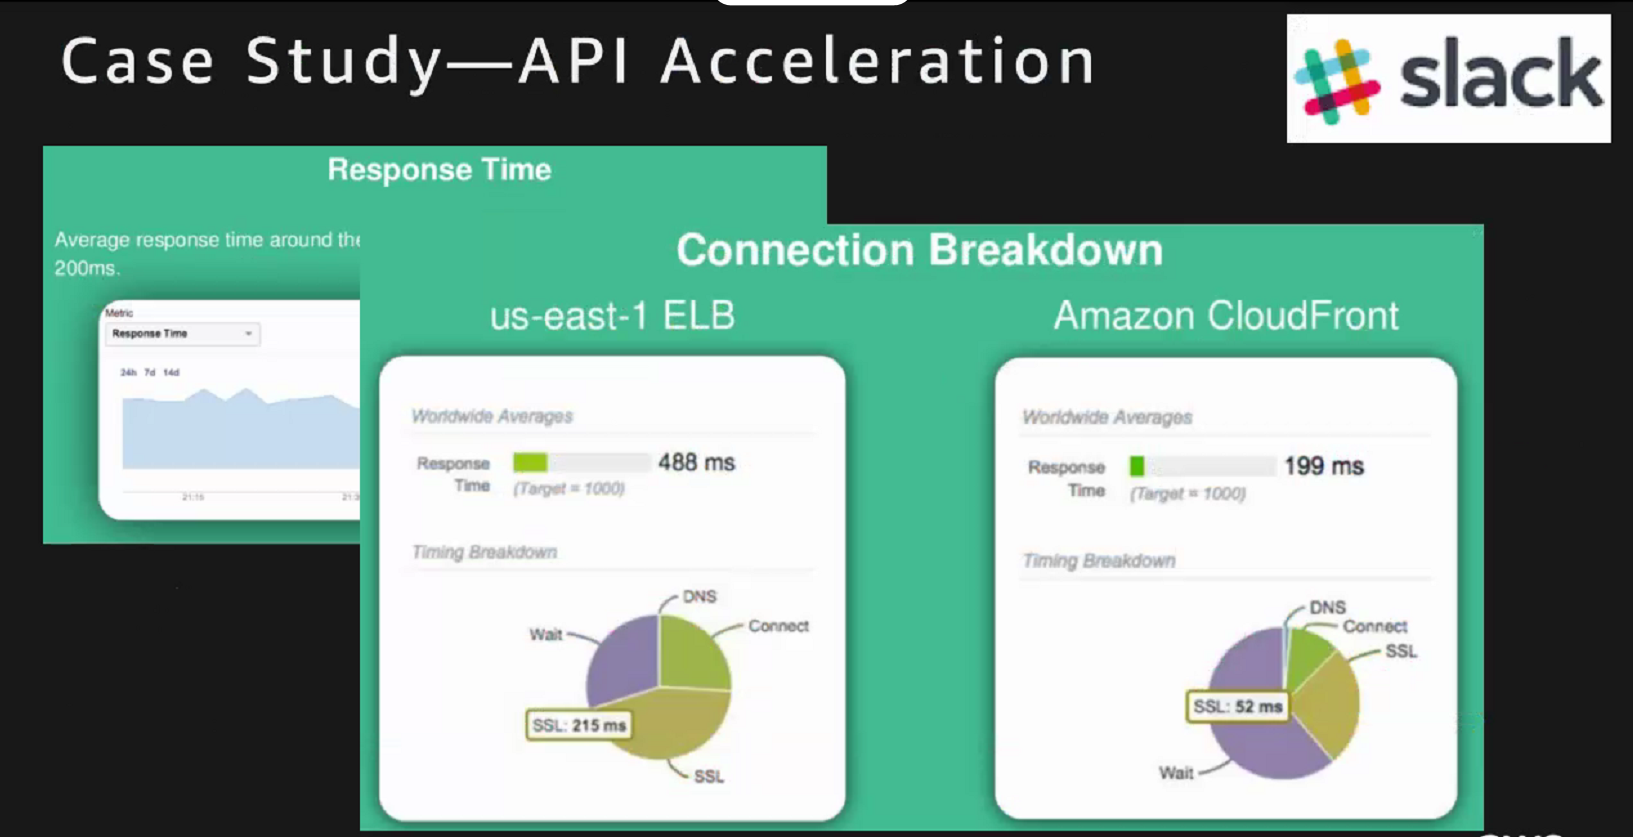 Case Study—API Acceleration
slack
Response Time
Average response time around the
200ms.
Metric
Response Time
24h 7d 14d
21:15
Connection Breakdown
us-east-1 ELB
Worldwide Averages
Response
Time
488 ms
(Target = 1000)
Timing Breakdown
DNS
Connect
Wait
SSL: 215 ms
SSL
Amazon CloudFront
Worldwide Averages
Response
Time
199 ms
(Target = 1000)
Timing Breakdown
DNS
Connect
SSL
SSL: 52 ms
Wait